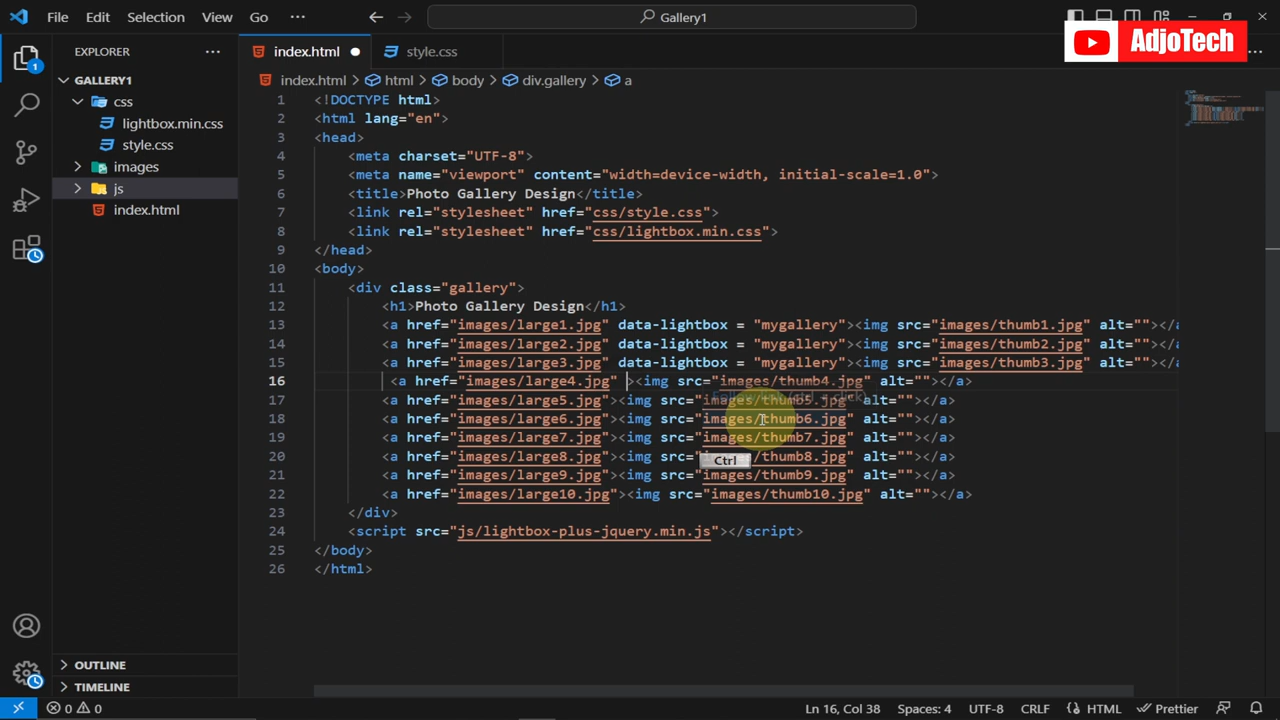 File Edit Selection View Go ··· Gallery1
AdjoTech
EXPLORER ···
index.html style.css ···
index.html > html > body > div.gallery > a
GALLERY1
css
lightbox.min.css
style.css
images
js
index.html
1 <!DOCTYPE html>
2 <html lang="en">
3 <head>
4 <meta charset="UTF-8">
5 <meta name="viewport" content="width=device-width, initial-scale=1.0">
6 <title>Photo Gallery Design</title>
7 <link rel="stylesheet" href="css/style.css">
8 <link rel="stylesheet" href="css/lightbox.min.css">
9 </head>
10 <body>
11 <div class="gallery">
12 <h1>Photo Gallery Design</h1>
13 <a href="images/large1.jpg" data-lightbox = "mygallery"><img src="images/thumb1.jpg" alt=""></a
14 <a href="images/large2.jpg" data-lightbox = "mygallery"><img src="images/thumb2.jpg" alt=""></a
15 <a href="images/large3.jpg" data-lightbox = "mygallery"><img src="images/thumb3.jpg" alt=""></a
16 <a href="images/large4.jpg" ><img src="images/thumb4.jpg" alt=""></a>
Follow link (ctrl + click)
17 <a href="images/large5.jpg"><img src="images/thumb5.jpg" alt=""></a>
18 <a href="images/large6.jpg"><img src="images/thumb6.jpg" alt=""></a>
19 <a href="images/large7.jpg"><img src="images/thumb7.jpg" alt=""></a>
20 <a href="images/large8.jpg"><img src="images/thumb8.jpg" alt=""></a>
Ctrl
21 <a href="images/large9.jpg"><img src="images/thumb9.jpg" alt=""></a>
22 <a href="images/large10.jpg"><img src="images/thumb10.jpg" alt=""></a>
23 </div>
24 <script src="js/lightbox-plus-jquery.min.js"></script>
25 </body>
26 </html>
OUTLINE
TIMELINE
1
0 0 Ln 16, Col 38 Spaces: 4 UTF-8 CRLF HTML Prettier